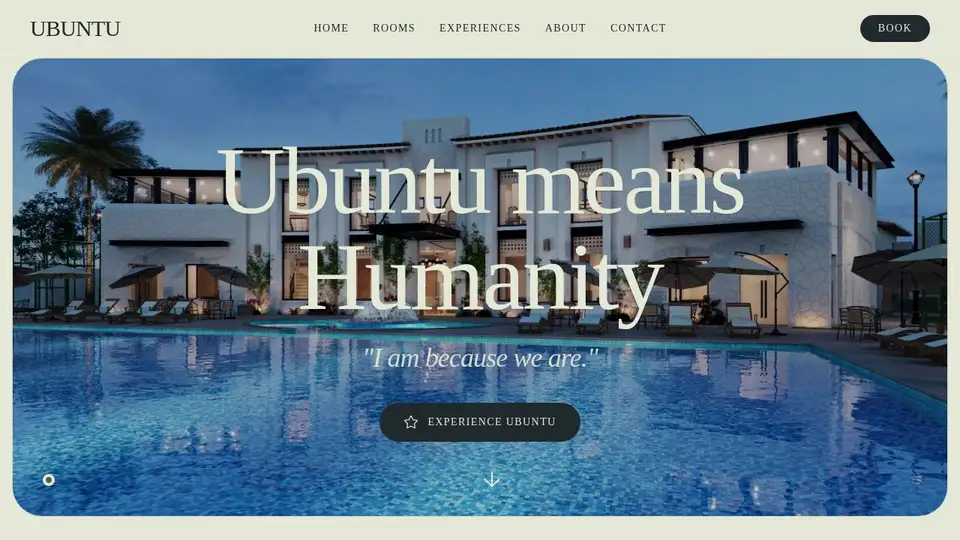 UBUNTU
HOME ROOMS EXPERIENCES ABOUT CONTACT
BOOK
Ubuntu means
Humanity
"I am because we are."
EXPERIENCE UBUNTU